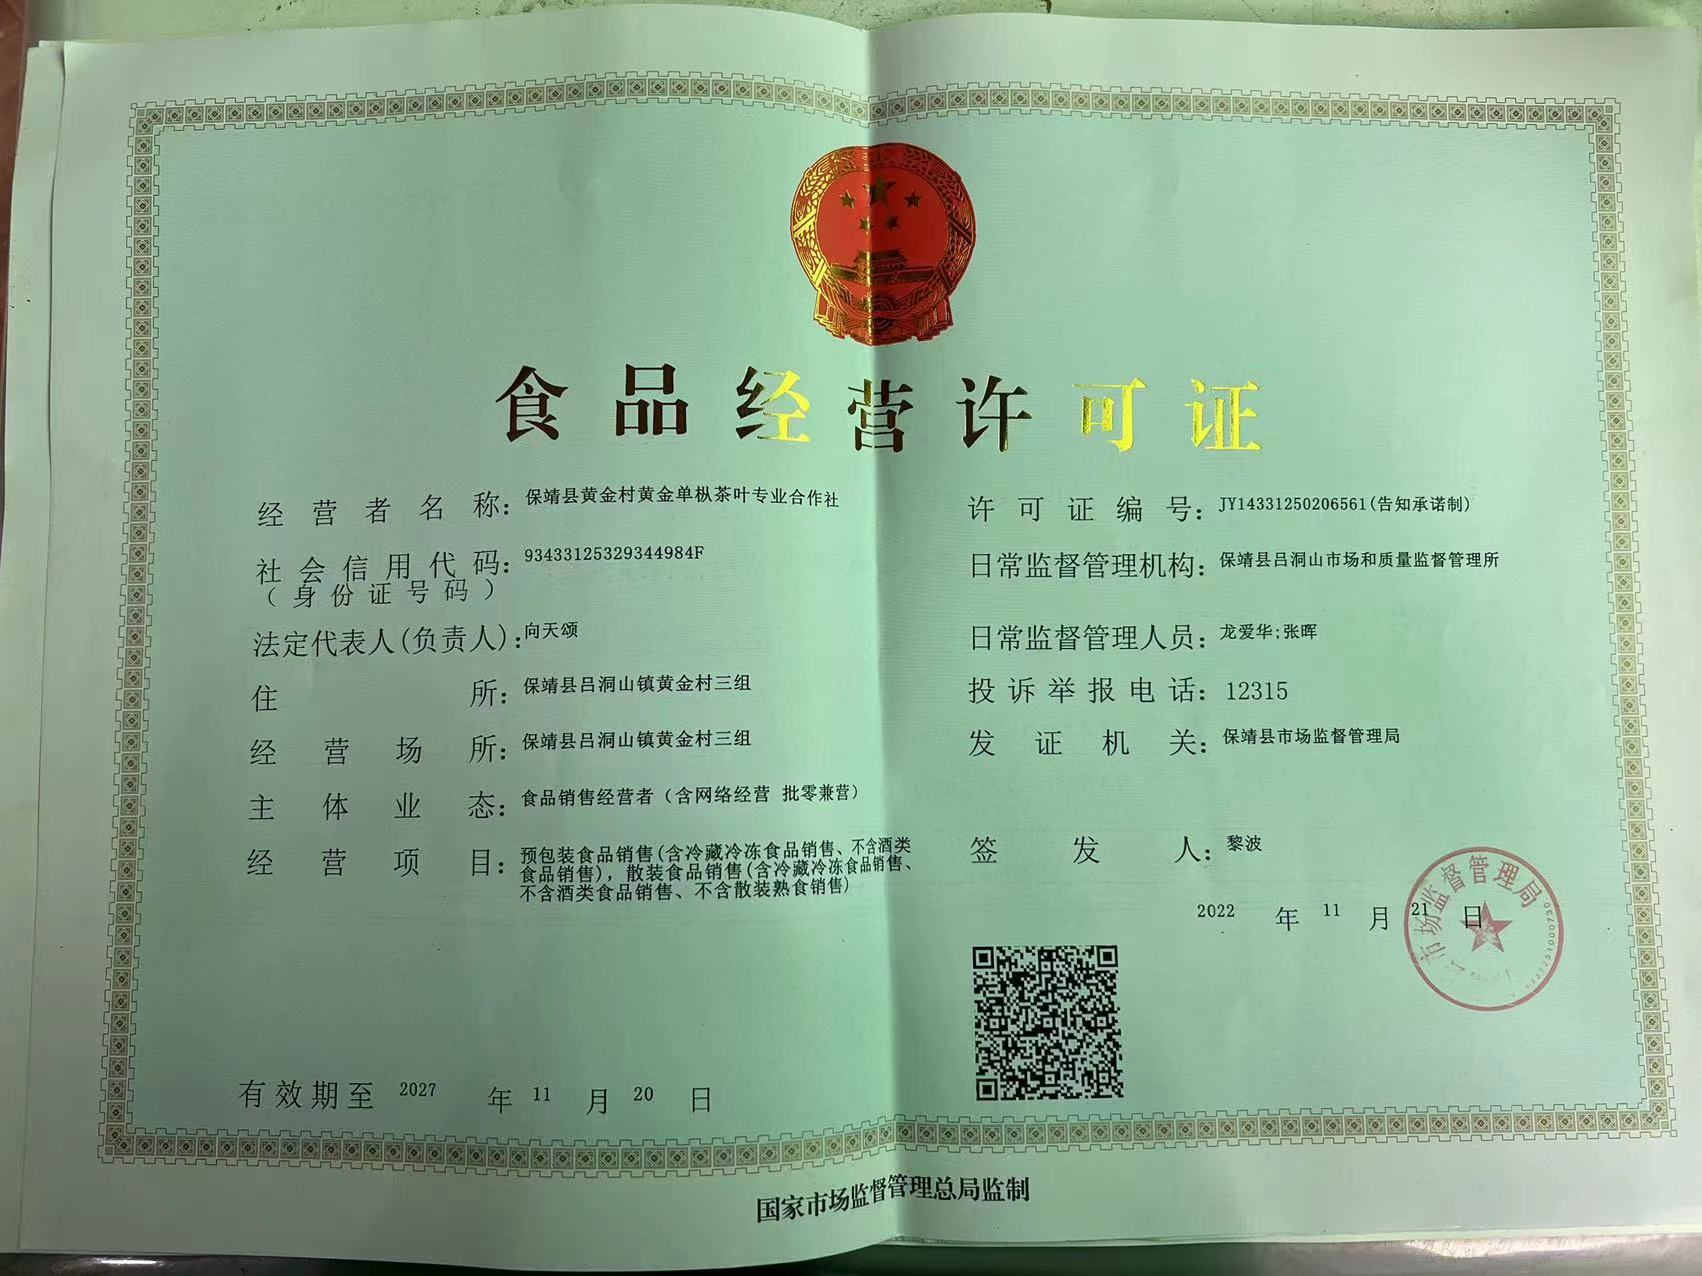 食品经营许可证
经营者名称：保靖县黄金村黄金单枞茶叶专业合作社
社会信用代码：93433125329344984F
（身份证号码）
法定代表人(负责人)：向天颂
住所：保靖县吕洞山镇黄金村三组
经营场所：保靖县吕洞山镇黄金村三组
主体业态：食品销售经营者（含网络经营 批零兼营）
经营项目：预包装食品销售(含冷藏冷冻食品销售、不含酒类
食品销售)，散装食品销售(含冷藏冷冻食品销售、
不含酒类食品销售、不含散装熟食销售)
有效期至 2027 年 11 月 20 日
许可证编号：JY14331250206561(告知承诺制)
日常监督管理机构：保靖县吕洞山市场和质量监督管理所
日常监督管理人员：龙爱华;张晖
投诉举报电话：12315
发证机关：保靖县市场监督管理局
签发人：黎波
2022 年 11 月 21 日
市场监督管理局
国家市场监督管理总局监制